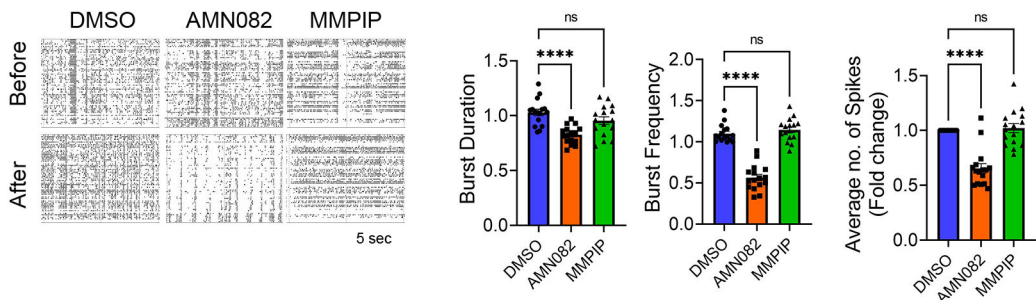 DMSO AMN082 MMPIP
Before
After
5 sec
ns
****
Burst Duration
1.5
1.0
0.5
0.0
DMSO
AMN082
MMPIP
ns
****
Burst Frequency
2.0
1.6
1.2
0.5
0.0
DMSO
AMN082
MMPIP
ns
****
Average no. of Spikes
(Fold change)
1.5
1.0
0.5
0.0
DMSO
AMN082
MMPIP